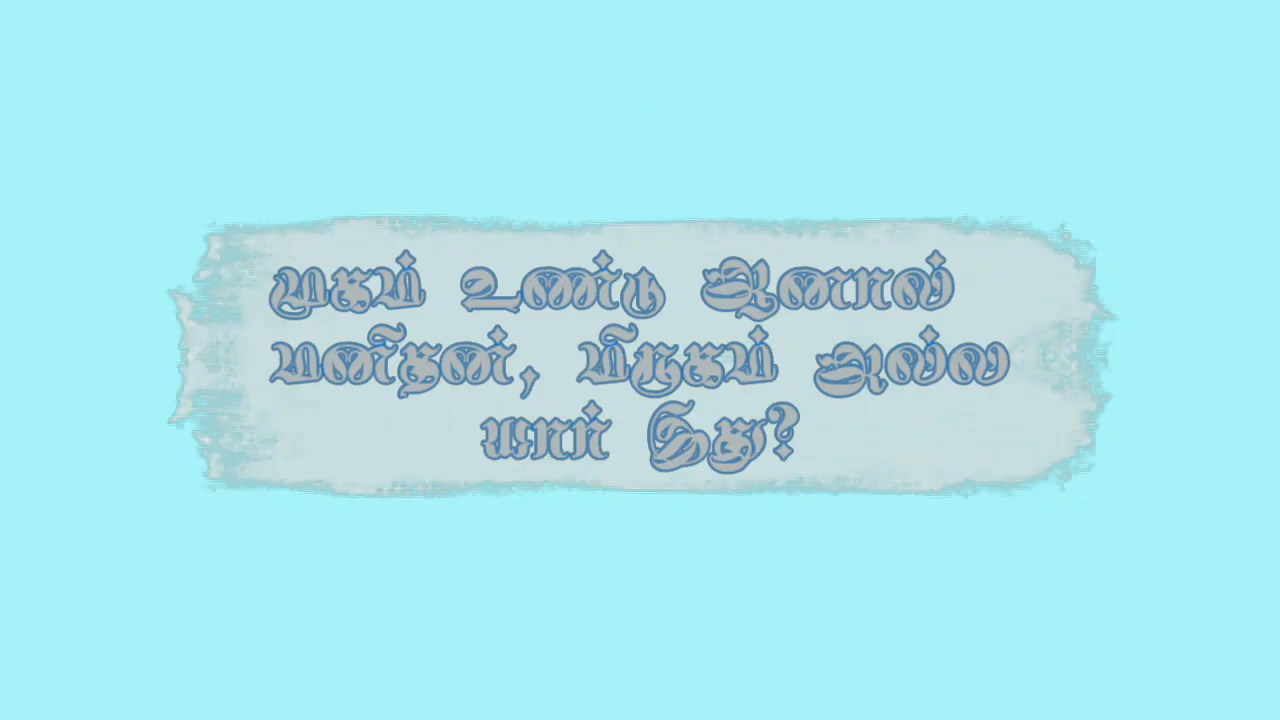 முகம் உண்டு ஆனால்
மனிதன், மிருகம் அல்ல
யார் இது?